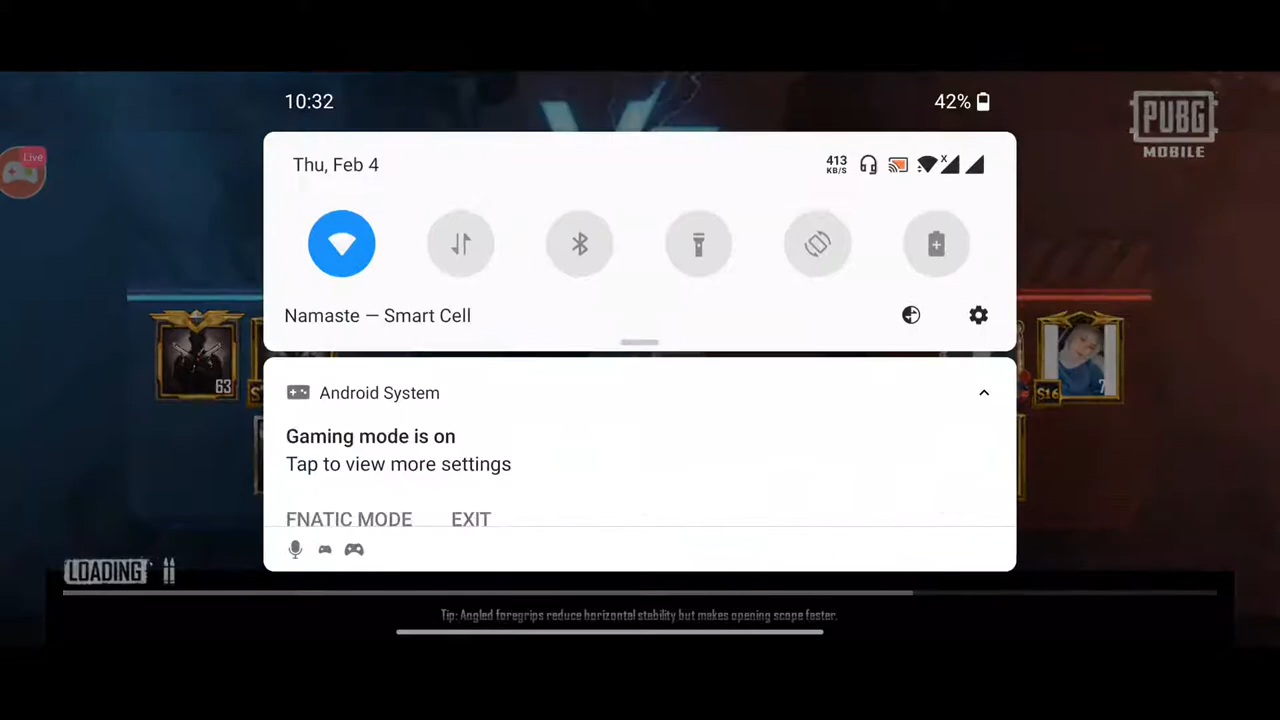 10:32
42%
PUBG
MOBILE
Live
Thu, Feb 4
413
KB/S
X
Namaste — Smart Cell
63
S16
7
Android System
Gaming mode is on
Tap to view more settings
FNATIC MODE EXIT
LOADING
Tip: Angled foregrips reduce horizontal stability but makes opening scope faster.